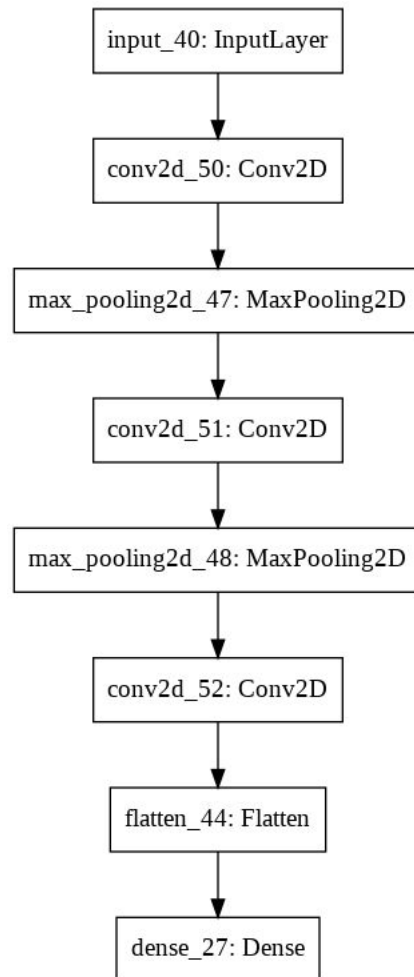 input_40: InputLayer
conv2d_50: Conv2D
max_pooling2d_47: MaxPooling2D
conv2d_51: Conv2D
max_pooling2d_48: MaxPooling2D
conv2d_52: Conv2D
flatten_44: Flatten
dense_27: Dense